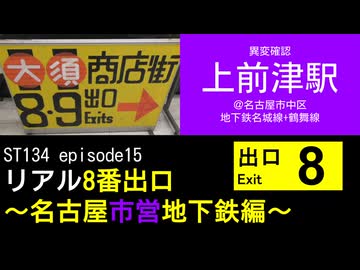 大須商店街
8・9出口
Exits
異変確認
上前津駅
@名古屋市中区
地下鉄名城線+鶴舞線
ST134 episode15
リアル8番出口
～名古屋市営地下鉄編～
出口
Exit
8